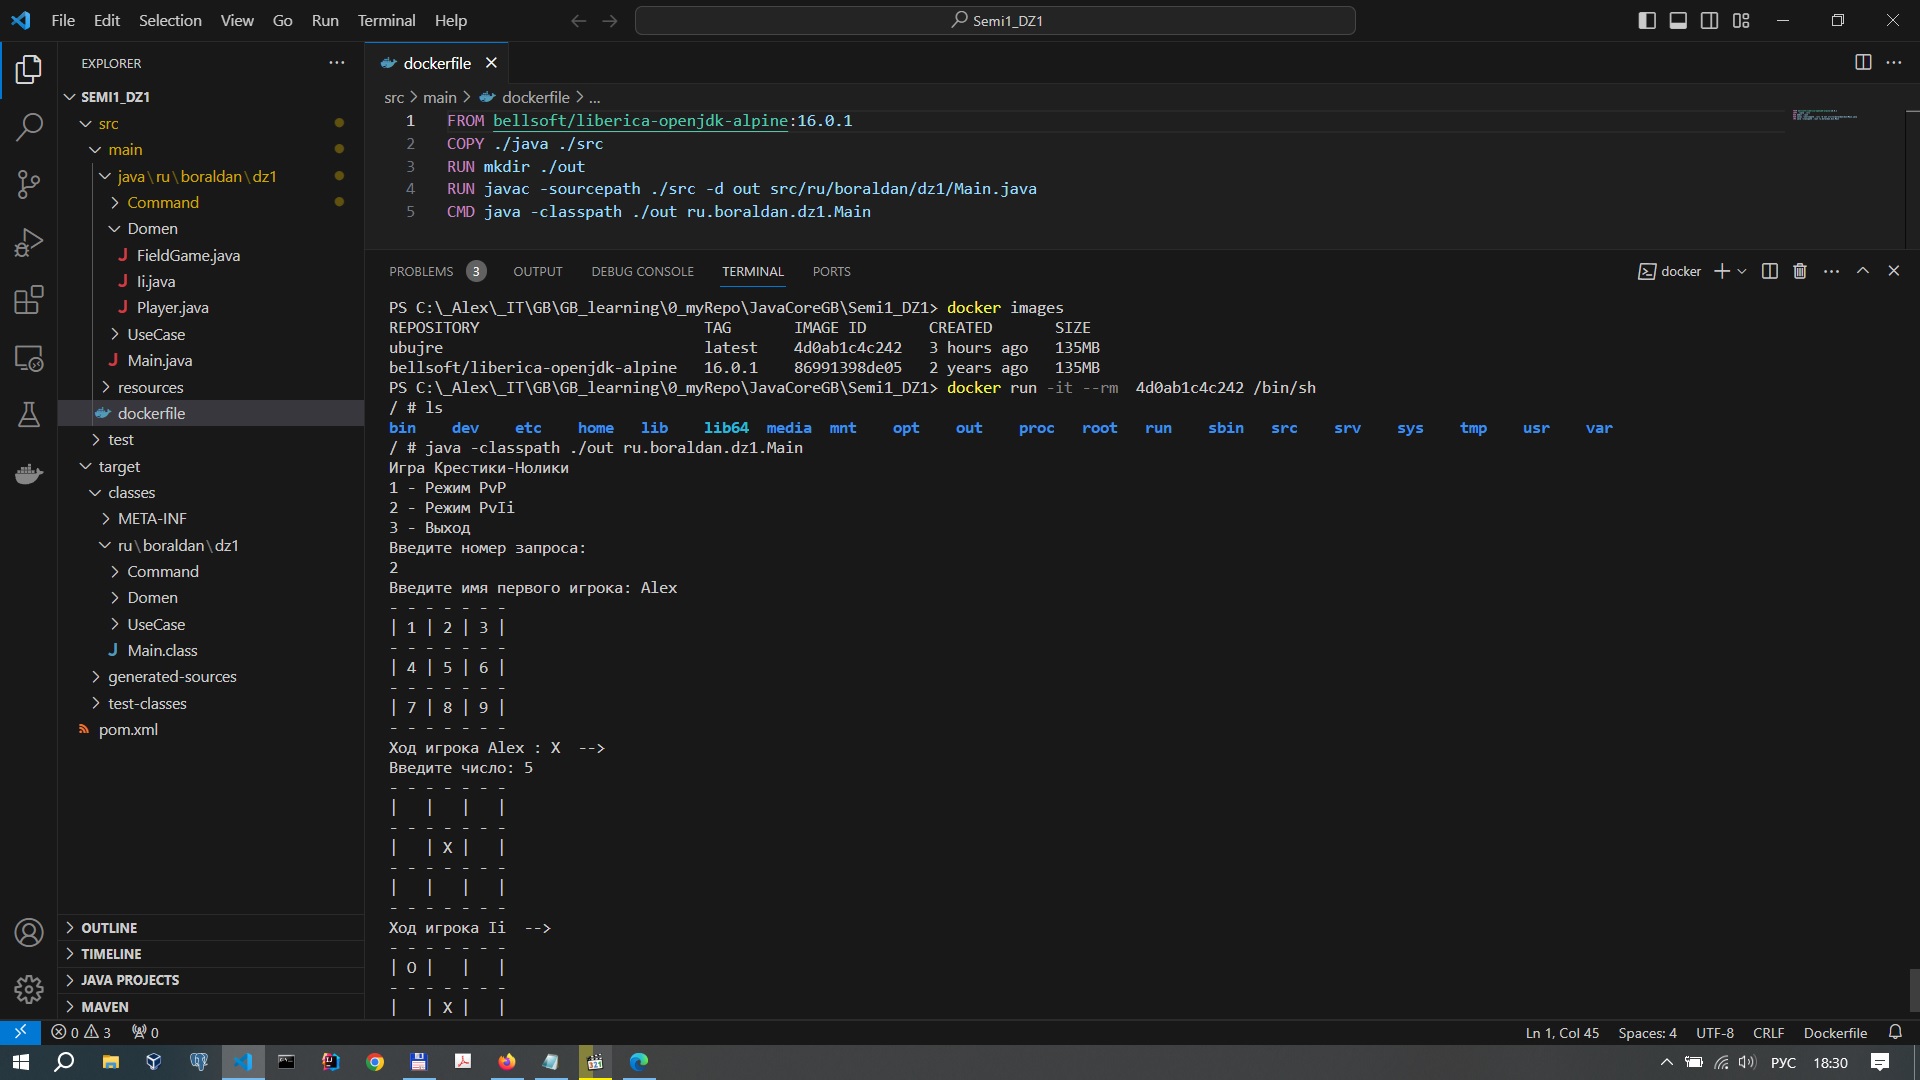 File Edit Selection View Go Run Terminal Help
Semi1_DZ1
EXPLORER
SEMI1_DZ1
src
main
java\ru\boraldan\dz1
Command
Domen
FieldGame.java
Ii.java
Player.java
UseCase
Main.java
resources
dockerfile
test
target
classes
META-INF
ru\boraldan\dz1
Command
Domen
UseCase
Main.class
generated-sources
test-classes
pom.xml
OUTLINE
TIMELINE
JAVA PROJECTS
MAVEN
dockerfile
src > main > dockerfile > ...
1 FROM bellsoft/liberica-openjdk-alpine:16.0.1
2 COPY ./java ./src
3 RUN mkdir ./out
4 RUN javac -sourcepath ./src -d out src/ru/boraldan/dz1/Main.java
5 CMD java -classpath ./out ru.boraldan.dz1.Main
PROBLEMS 3 OUTPUT DEBUG CONSOLE TERMINAL PORTS
docker
PS C:\_Alex\_IT\GB\GB_learning\0_myRepo\JavaCoreGB\Semi1_DZ1> docker images
REPOSITORY TAG IMAGE ID CREATED SIZE
ubujre latest 4d0ab1c4c242 3 hours ago 135MB
bellsoft/liberica-openjdk-alpine 16.0.1 86991398de05 2 years ago 135MB
PS C:\_Alex\_IT\GB\GB_learning\0_myRepo\JavaCoreGB\Semi1_DZ1> docker run -it --rm 4d0ab1c4c242 /bin/sh
/ # ls
bin dev etc home lib lib64 media mnt opt out proc root run sbin src srv sys tmp usr var
/ # java -classpath ./out ru.boraldan.dz1.Main
Игра Крестики-Нолики
1 - Режим PvP
2 - Режим PvIi
3 - Выход
Введите номер запроса:
2
Введите имя первого игрока: Alex
- - - - - - -
| 1 | 2 | 3 |
- - - - - - -
| 4 | 5 | 6 |
- - - - - - -
| 7 | 8 | 9 |
- - - - - - -
Ход игрока Alex : X -->
Введите число: 5
- - - - - - -
| | | |
- - - - - - -
| | X | |
- - - - - - -
| | | |
- - - - - - -
Ход игрока Ii -->
- - - - - - -
| O | | |
- - - - - - -
| | X | |
0 3 0
Ln 1, Col 45 Spaces: 4 UTF-8 CRLF Dockerfile
РУС 18:30